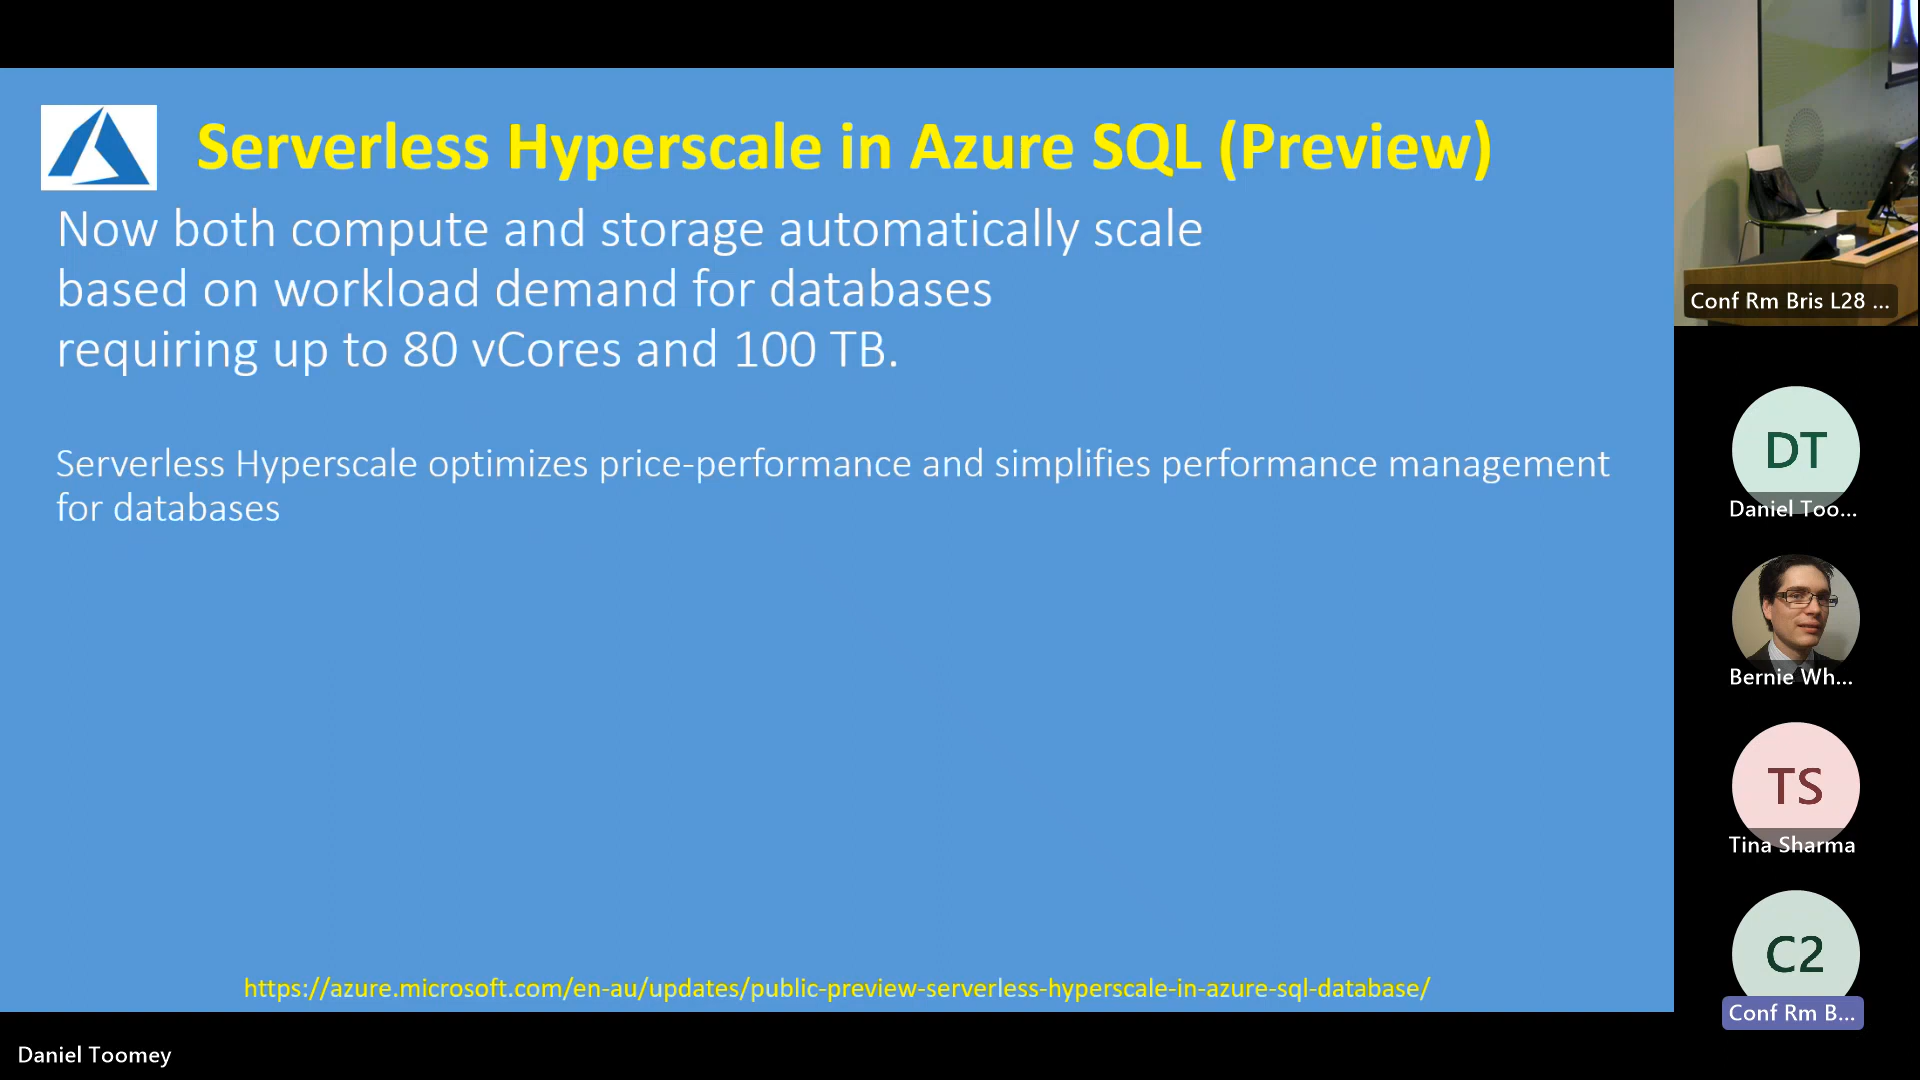 Serverless Hyperscale in Azure SQL (Preview)
Now both compute and storage automatically scale
based on workload demand for databases
requiring up to 80 vCores and 100 TB.
Serverless Hyperscale optimizes price-performance and simplifies performance management
for databases
https://azure.microsoft.com/en-au/updates/public-preview-serverless-hyperscale-in-azure-sql-database/
Daniel Toomey
Conf Rm Bris L28 ...
DT
Daniel Too...
Bernie Wh...
TS
Tina Sharma
C2
Conf Rm B...